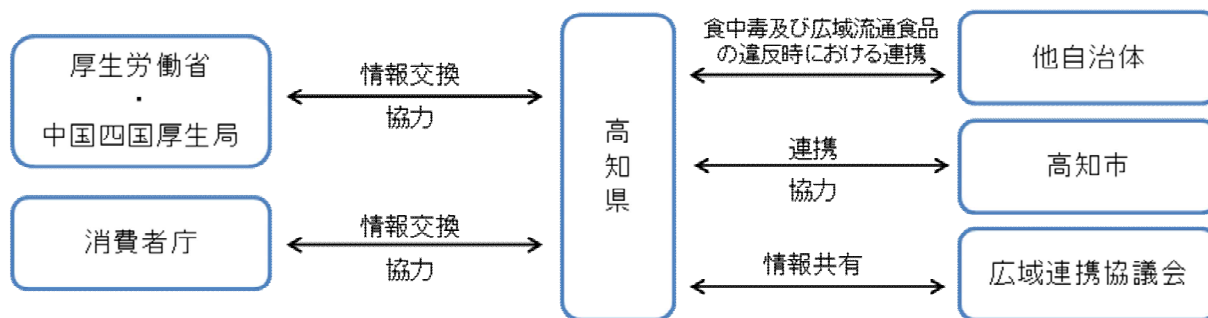 厚生労働省
・
中国四国厚生局
情報交換
協力
消費者庁
情報交換
協力
高知県
食中毒及び広域流通食品
の違反時における連携
他自治体
連携
協力
高知市
情報共有
広域連携協議会